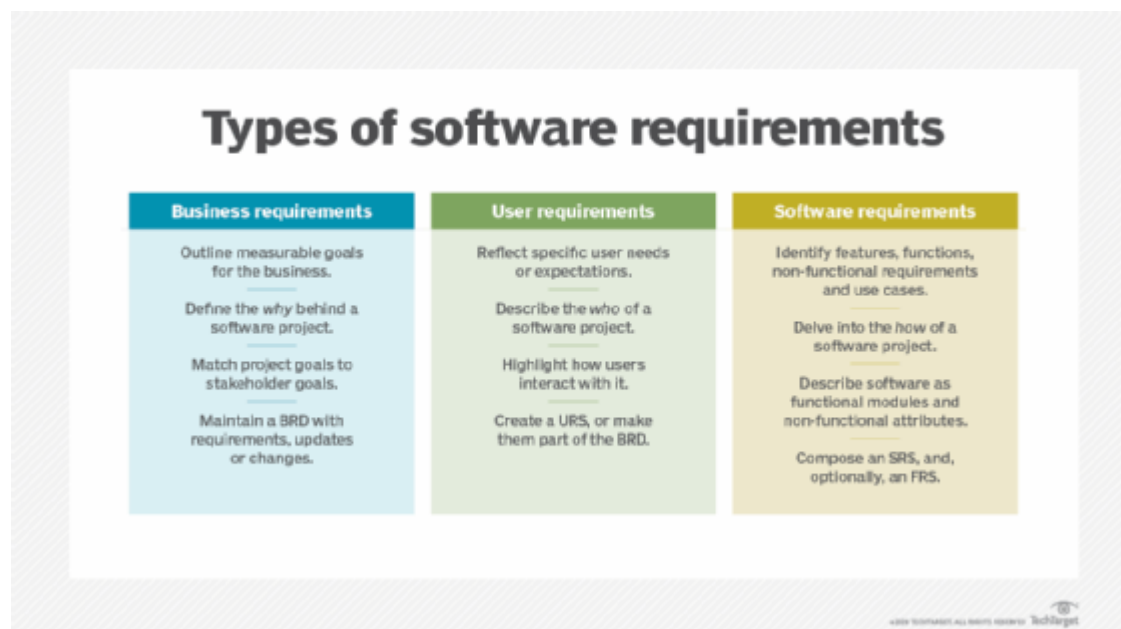 Types of software requirements
Business requirements
Outline measurable goals
for the business.
Define the why behind a
software project.
Match project goals to
stakeholder goals.
Maintain a BRD with
requirements, updates
or changes.
User requirements
Reflect specific user needs
or expectations.
Describe the who of a
software project.
Highlight how users
interact with it.
Create a URS, or make
them part of the BRD.
Software requirements
Identify features, functions,
non-functional requirements
and use cases.
Delve into the how of a
software project.
Describe software as
functional modules and
non-functional attributes.
Compose an SRS, and,
optionally, an FRS.
TECHTARGET, ALL RIGHTS RESERVED TechTarget